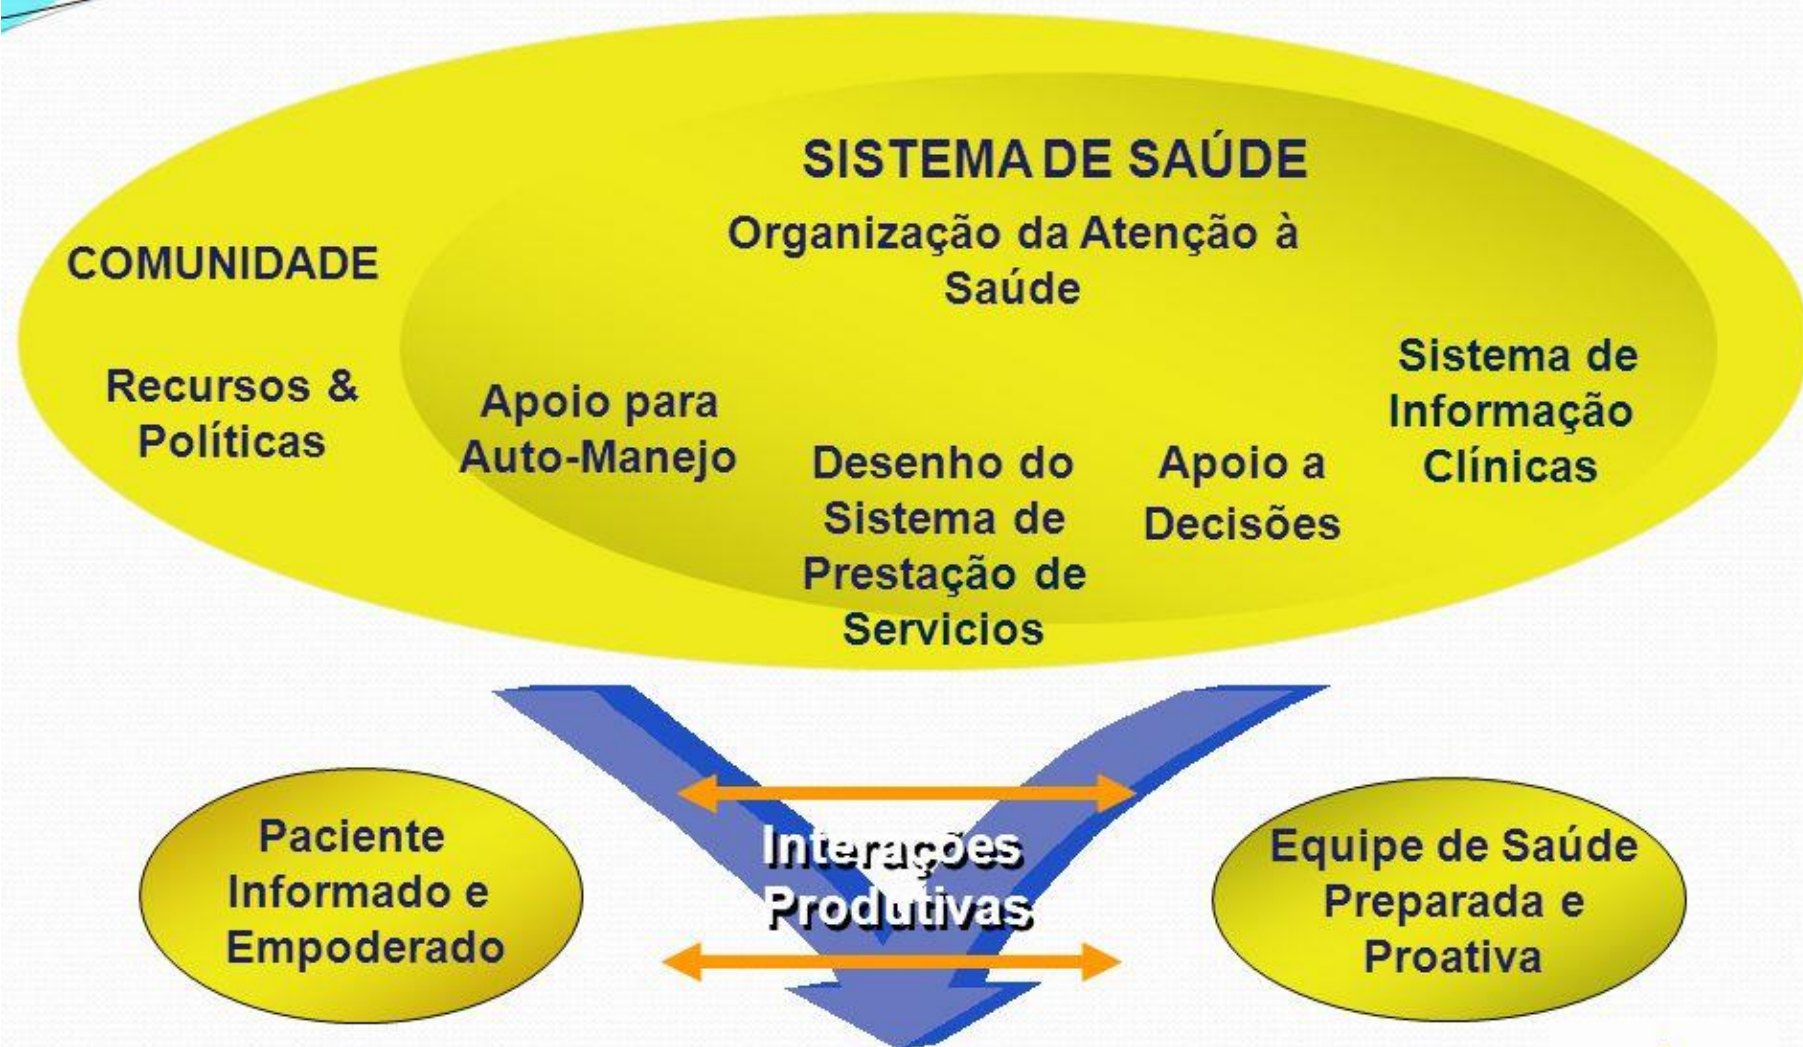 SISTEMA DE SAÚDE
Organização da Atenção à
Saúde
COMUNIDADE
Recursos &
Políticas
Apoio para
Auto-Manejo
Desenho do
Sistema de
Prestação de
Servicios
Apoio a
Decisões
Sistema de
Informação
Clínicas
Paciente
Informado e
Empoderado
Interações
Produtivas
Equipe de Saúde
Preparada e
Proativa